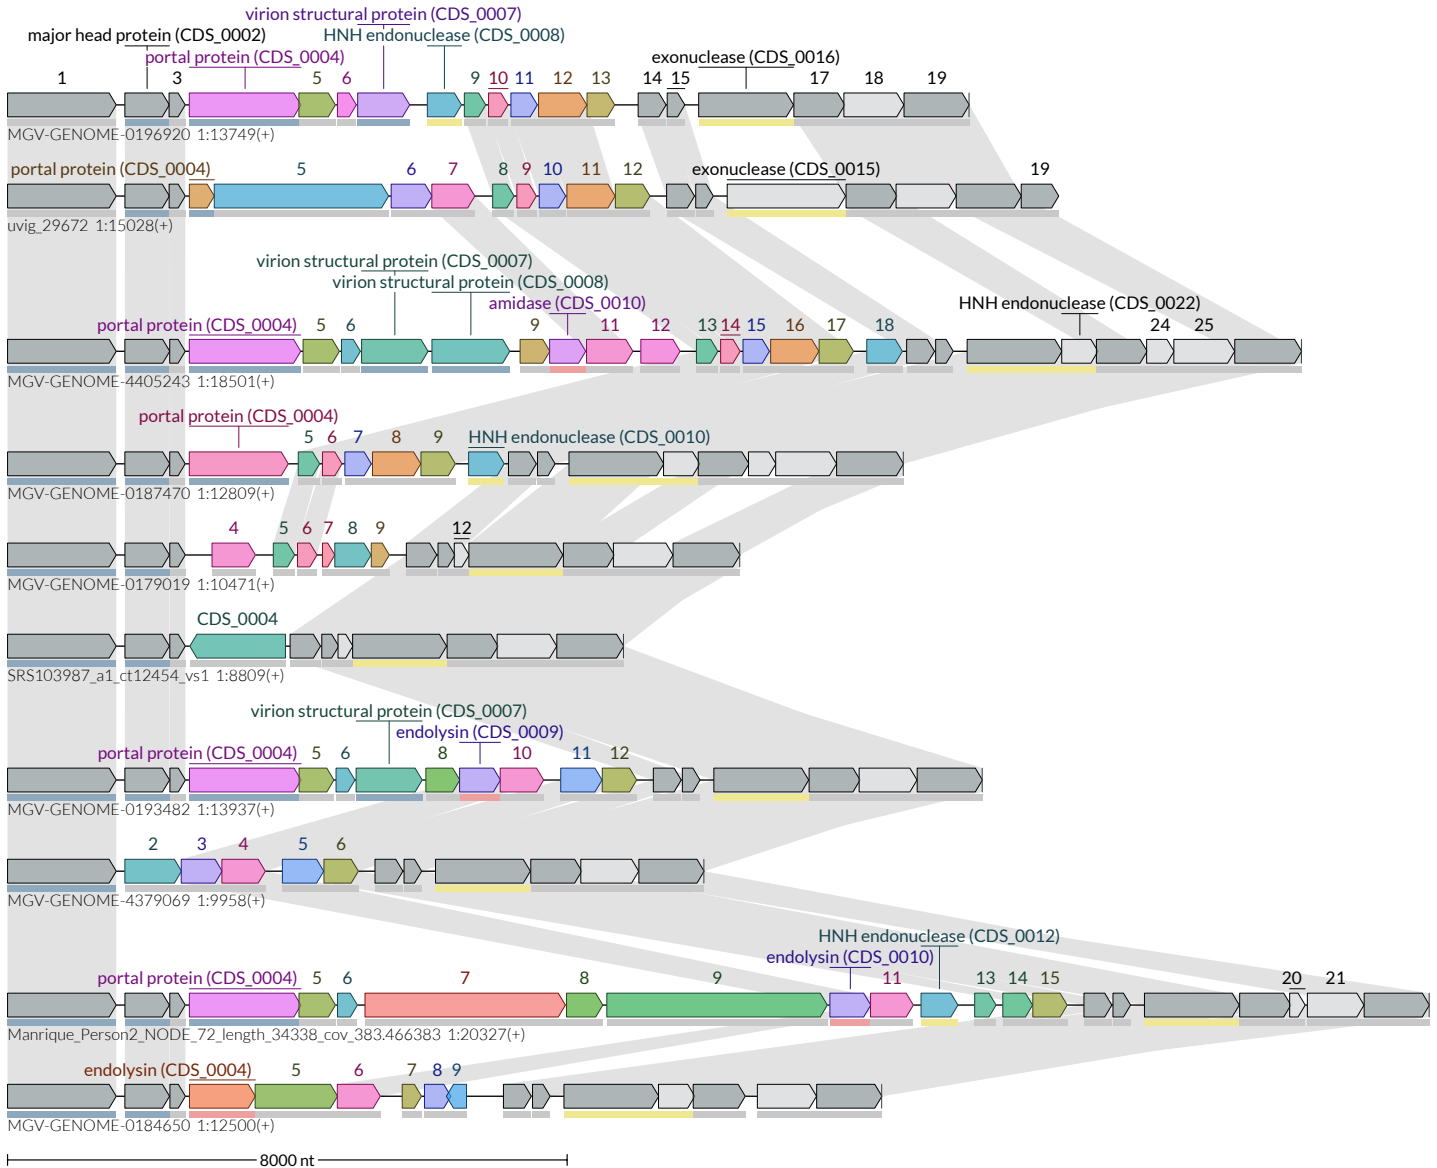 virion structural protein (CDS_0007)
major head protein (CDS_0002) HNH endonuclease (CDS_0008)
portal protein (CDS_0004) exonuclease (CDS_0016)
1 3 5 6 9 10 11 12 13 14 15 17 18 19
MGV-GENOME-0196920 1:13749(+)
portal protein (CDS_0004) 5 6 7 8 9 10 11 12 exonuclease (CDS_0015) 19
uvig_29672 1:15028(+)
virion structural protein (CDS_0007)
virion structural protein (CDS_0008)
amidase (CDS_0010) HNH endonuclease (CDS_0022)
portal protein (CDS_0004) 5 6 9 11 12 13 14 15 16 17 18 24 25
MGV-GENOME-4405243 1:18501(+)
portal protein (CDS_0004)
5 6 7 8 9 HNH endonuclease (CDS_0010)
MGV-GENOME-0187470 1:12809(+)
4 5 6 7 8 9 12
MGV-GENOME-0179019 1:10471(+)
CDS_0004
SRS103987_a1_ct12454_vs1 1:8809(+)
virion structural protein (CDS_0007)
endolysin (CDS_0009)
portal protein (CDS_0004) 5 6 8 10 11 12
MGV-GENOME-0193482 1:13937(+)
2 3 4 5 6
MGV-GENOME-4379069 1:9958(+)
HNH endonuclease (CDS_0012)
endolysin (CDS_0010)
portal protein (CDS_0004) 5 6 7 8 9 11 13 14 15 20 21
Manrique_Person2_NODE_72_length_34338_cov_383.466383 1:20327(+)
endolysin (CDS_0004) 5 6 7 8 9
MGV-GENOME-0184650 1:12500(+)
8000 nt